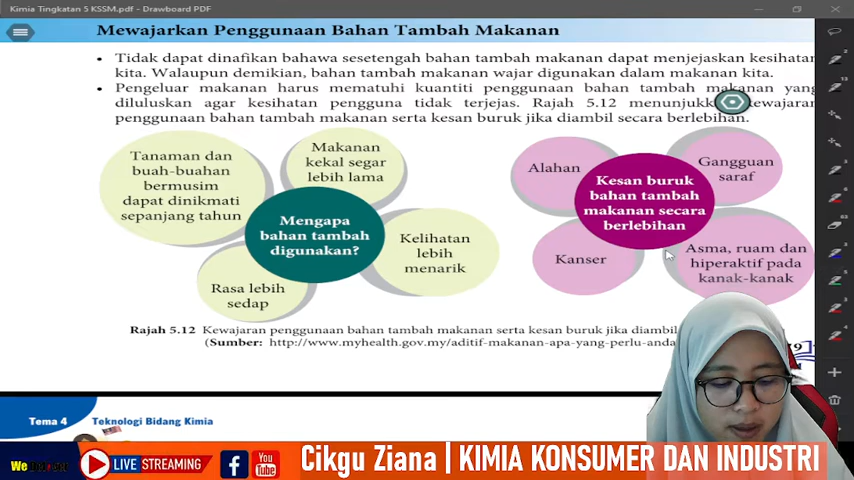 Kimia Tingkatan 5 KSSM.pdf - Drawboard PDF
Mewajarkan Penggunaan Bahan Tambah Makanan
• Tidak dapat dinafikan bahawa sesetengah bahan tambah makanan dapat menjejaskan kesihatan
kita. Walaupun demikian, bahan tambah makanan wajar digunakan dalam makanan kita.
• Pengeluar makanan harus mematuhi kuantiti penggunaan bahan tambah makanan yang
diluluskan agar kesihatan pengguna tidak terjejas. Rajah 5.12 menunjukk kewajaran
penggunaan bahan tambah makanan serta kesan buruk jika diambil secara berlebihan.
Tanaman dan
buah-buahan
bermusim
dapat dinikmati
sepanjang tahun
Makanan
kekal segar
lebih lama
Mengapa
bahan tambah
digunakan?
Kelihatan
lebih
menarik
Rasa lebih
sedap
Alahan
Gangguan
saraf
Kesan buruk
bahan tambah
makanan secara
berlebihan
Kanser
Asma, ruam dan
hiperaktif pada
kanak-kanak
Rajah 5.12 Kewajaran penggunaan bahan tambah makanan serta kesan buruk jika diambil
(Sumber: http://www.myhealth.gov.my/aditif-makanan-apa-yang-perlu-anda
Tema 4 Teknologi Bidang Kimia
LIVE STREAMING
You
Tube
Cikgu Ziana | KIMIA KONSUMER DAN INDUSTRI